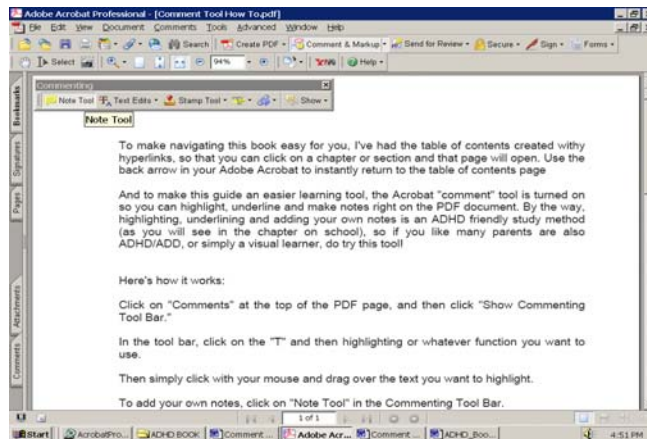 Adobe Acrobat Professional - [Comment Tool How To.pdf]
File Edit View Document Comments Tools Advanced Window Help
Search Create PDF Comment & Markup Send for Review Secure Sign Forms
Select 94% Help
Commenting
Note Tool Text Edits Stamp Tool Show
Note Tool
Bookmarks
Signatures
Pages
Attachments
Comments
To make navigating this book easy for you, I've had the table of contents created withy
hyperlinks, so that you can click on a chapter or section and that page will open. Use the
back arrow in your Adobe Acrobat to instantly return to the table of contents page
And to make this guide an easier learning tool, the Acrobat "comment" tool is turned on
so you can highlight, underline and make notes right on the PDF document. By the way,
highlighting, underlining and adding your own notes is an ADHD friendly study method
(as you will see in the chapter on school), so if you like many parents are also
ADHD/ADD, or simply a visual learner, do try this tool!
Here's how it works:
Click on "Comments" at the top of the PDF page, and then click "Show Commenting
Tool Bar."
In the tool bar, click on the "T" and then highlighting or whatever function you want to
use.
Then simply click with your mouse and drag over the text you want to highlight.
To add your own notes, click on "Note Tool" in the Commenting Tool Bar.
1 of 1
Start AcrobatPro... ADHD BOOK Comment ... Adobe Acr... Comment ... ADHD_Boo... 4:51 PM